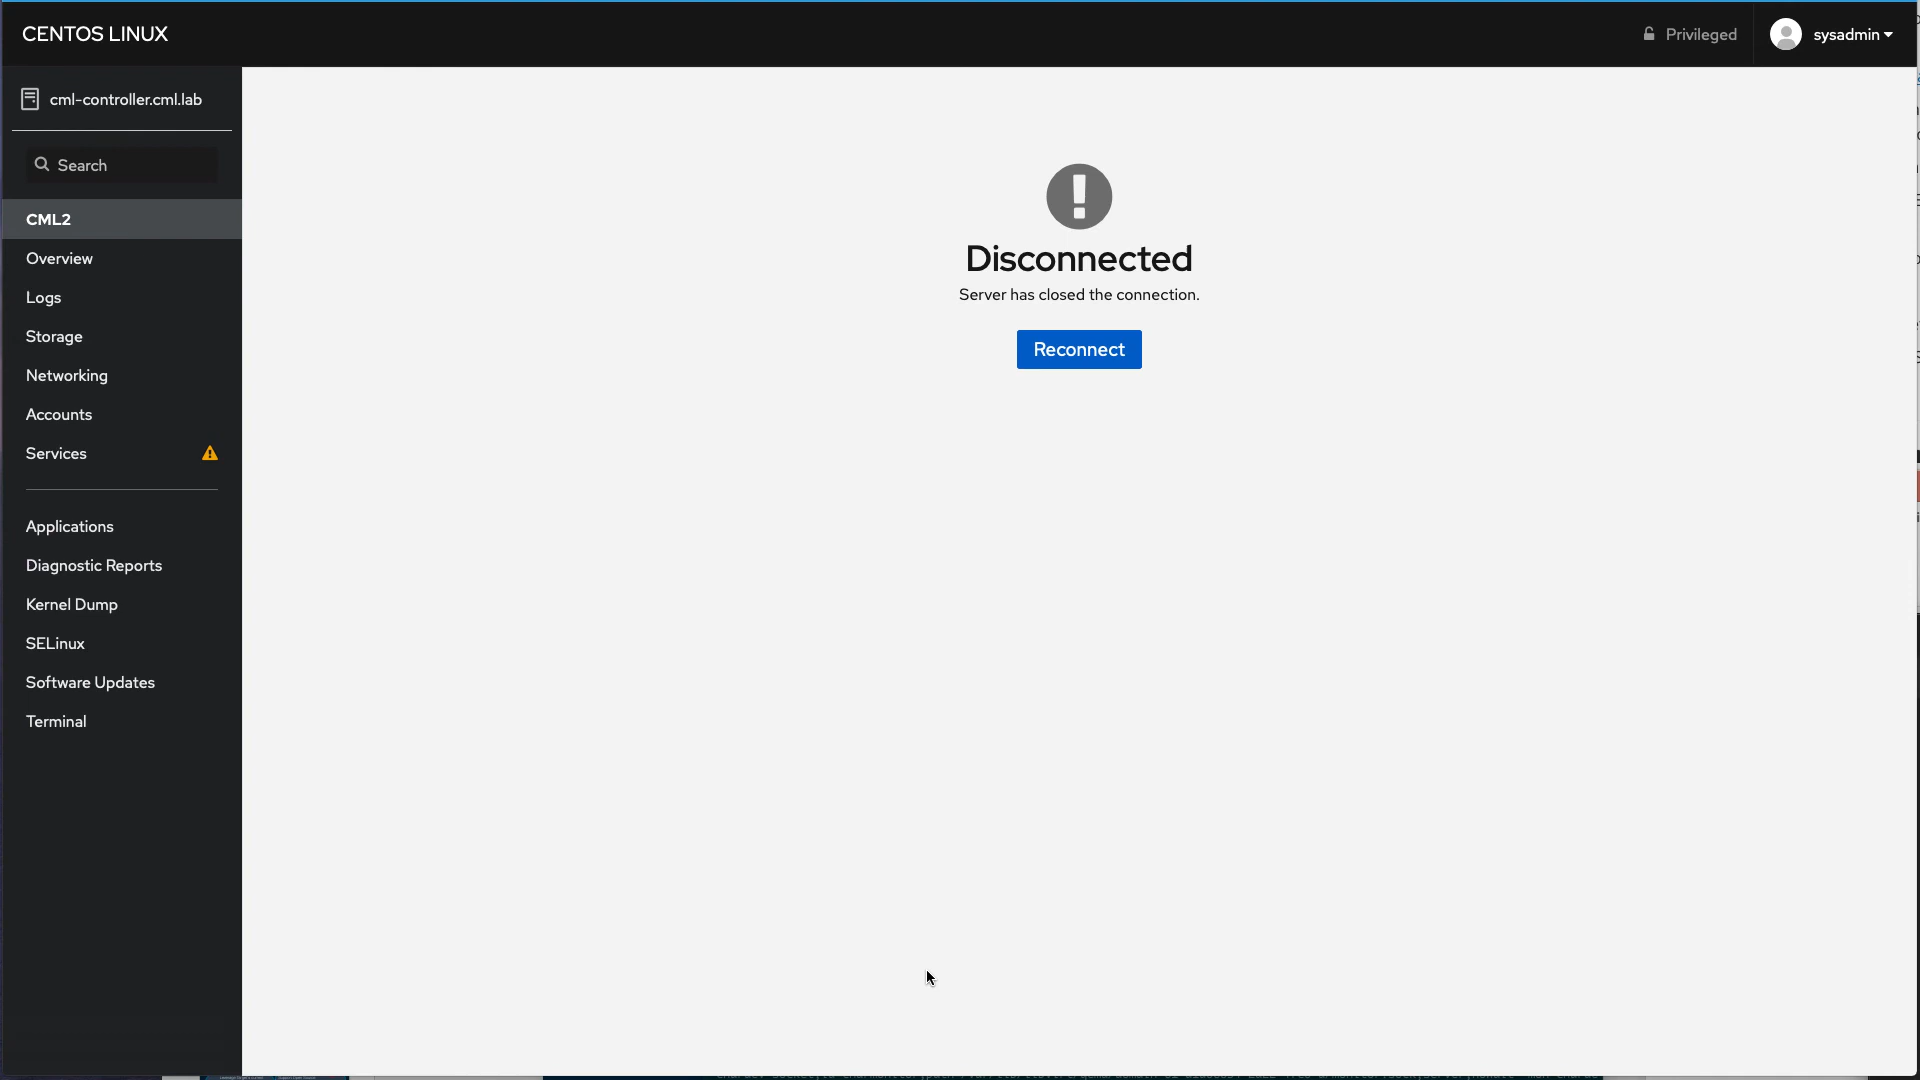 CENTOS LINUX
Privileged
sysadmin
cml-controller.cml.lab
Search
CML2
Overview
Logs
Storage
Networking
Accounts
Services
Applications
Diagnostic Reports
Kernel Dump
SELinux
Software Updates
Terminal
Disconnected
Server has closed the connection.
Reconnect